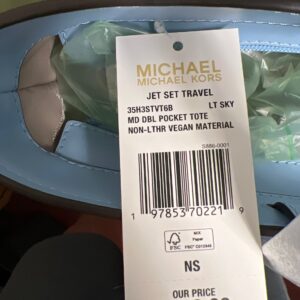 MICHAEL
MICHAEL KORS
JET SET TRAVEL
35H3STVT6B LT SKY
MD DBL POCKET TOTE
NON-LTHR VEGAN MATERIAL
S886-0001
1 97853 70221 9
FSC
MIX
Paper
NS
OUR PRICE